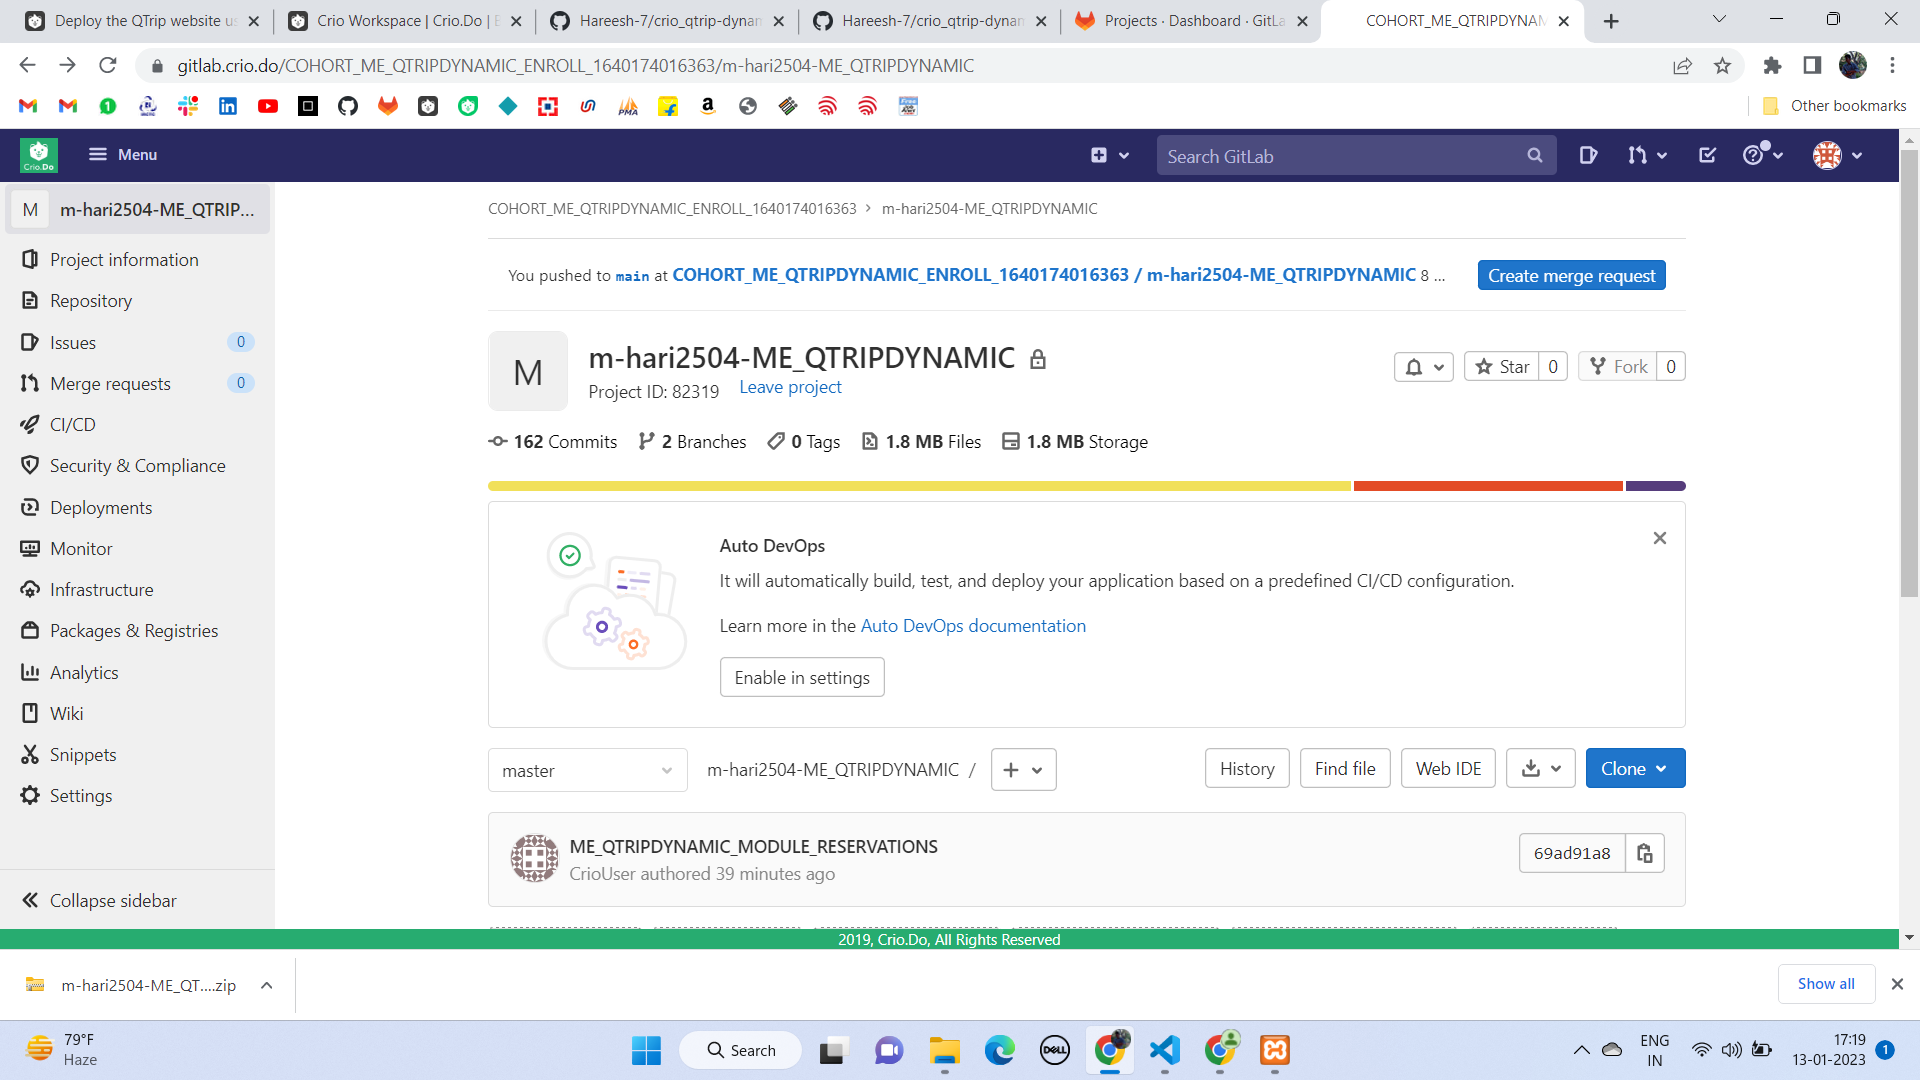 Deploy the QTrip website us
Crio Workspace | Crio.Do | E
Hareesh-7/crio_qtrip-dynam
Hareesh-7/crio_qtrip-dynam
Projects · Dashboard · GitLa
COHORT_ME_QTRIPDYNAM
gitlab.crio.do/COHORT_ME_QTRIPDYNAMIC_ENROLL_1640174016363/m-hari2504-ME_QTRIPDYNAMIC
PMA
DELL
Other bookmarks
Crio.Do
Menu
Search GitLab
M
m-hari2504-ME_QTRIP...
Project information
Repository
Issues 0
Merge requests 0
CI/CD
Security & Compliance
Deployments
Monitor
Infrastructure
Packages & Registries
Analytics
Wiki
Snippets
Settings
Collapse sidebar
COHORT_ME_QTRIPDYNAMIC_ENROLL_1640174016363 › m-hari2504-ME_QTRIPDYNAMIC
You pushed to main at COHORT_ME_QTRIPDYNAMIC_ENROLL_1640174016363 / m-hari2504-ME_QTRIPDYNAMIC 8 ...
Create merge request
M
m-hari2504-ME_QTRIPDYNAMIC
Project ID: 82319 Leave project
Star 0
Fork 0
162 Commits 2 Branches 0 Tags 1.8 MB Files 1.8 MB Storage
Auto DevOps
It will automatically build, test, and deploy your application based on a predefined CI/CD configuration.
Learn more in the Auto DevOps documentation
Enable in settings
master
m-hari2504-ME_QTRIPDYNAMIC /
History
Find file
Web IDE
Clone
ME_QTRIPDYNAMIC_MODULE_RESERVATIONS
CrioUser authored 39 minutes ago
69ad91a8
2019, Crio.Do, All Rights Reserved
m-hari2504-ME_QT....zip
Show all
79°F
Haze
Search
ENG
IN
17:19
13-01-2023
1